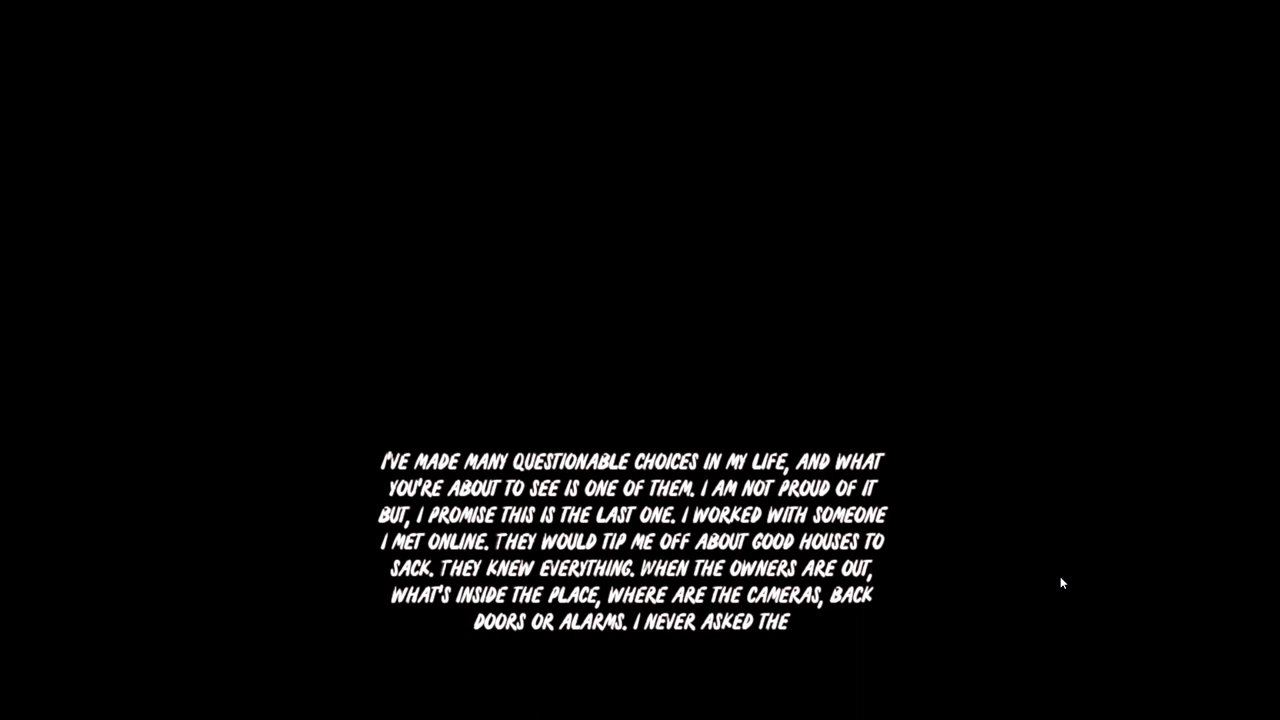 I'VE MADE MANY QUESTIONABLE CHOICES IN MY LIFE, AND WHAT
YOU'RE ABOUT TO SEE IS ONE OF THEM. I AM NOT PROUD OF IT
BUT, I PROMISE THIS IS THE LAST ONE. I WORKED WITH SOMEONE
I MET ONLINE. THEY WOULD TIP ME OFF ABOUT GOOD HOUSES TO
SACK. THEY KNEW EVERYTHING. WHEN THE OWNERS ARE OUT,
WHAT'S INSIDE THE PLACE, WHERE ARE THE CAMERAS, BACK
DOORS OR ALARMS. I NEVER ASKED THE